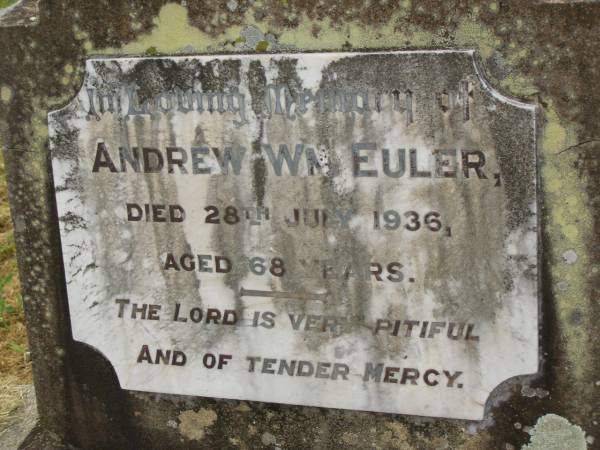 In Loving Memory of
ANDREW WM EULER,
DIED 28TH JULY 1936,
AGED 68 YEARS.
THE LORD IS VERY PITIFUL
AND OF TENDER MERCY.